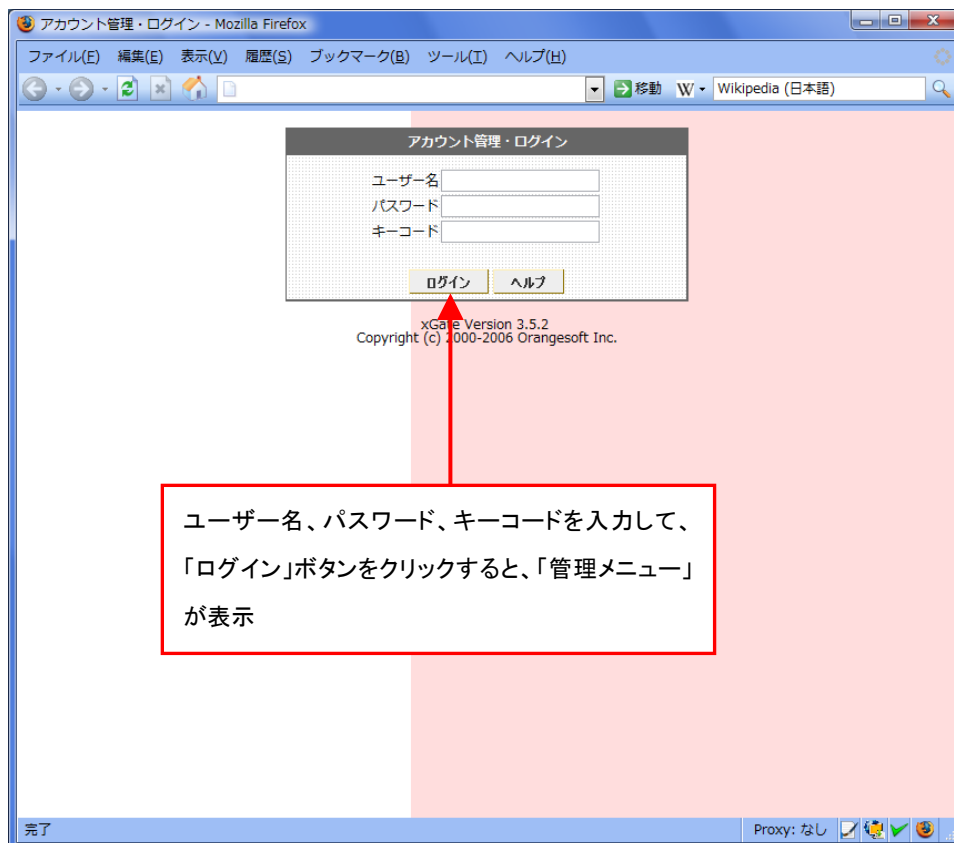 アカウント管理・ログイン - Mozilla Firefox
ファイル(F) 編集(E) 表示(V) 履歴(S) ブックマーク(B) ツール(T) ヘルプ(H)
移動 W Wikipedia (日本語)
アカウント管理・ログイン
ユーザー名
パスワード
キーコード
ログイン ヘルプ
xGate Version 3.5.2
Copyright (c) 2000-2006 Orangesoft Inc.
ユーザー名、パスワード、キーコードを入力して、
「ログイン」ボタンをクリックすると、「管理メニュー」
が表示
完了 Proxy: なし